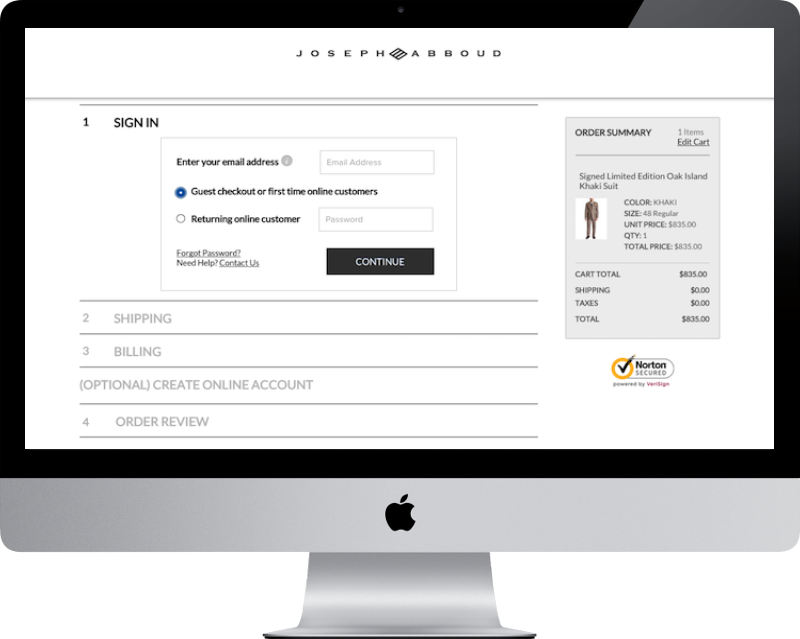 JOSEPH ABBOUD
1 SIGN IN
Enter your email address i
Email Address
Guest checkout or first time online customers
Returning online customer
Password
Forgot Password?
Need Help? Contact Us
CONTINUE
2 SHIPPING
3 BILLING
(OPTIONAL) CREATE ONLINE ACCOUNT
4 ORDER REVIEW
ORDER SUMMARY
1 Items
Edit Cart
Signed Limited Edition Oak Island
Khaki Suit
COLOR: KHAKI
SIZE: 48 Regular
UNIT PRICE: $835.00
QTY: 1
TOTAL PRICE: $835.00
CART TOTAL $835.00
SHIPPING $0.00
TAXES $0.00
TOTAL $835.00
Norton
SECURED
powered by VeriSign